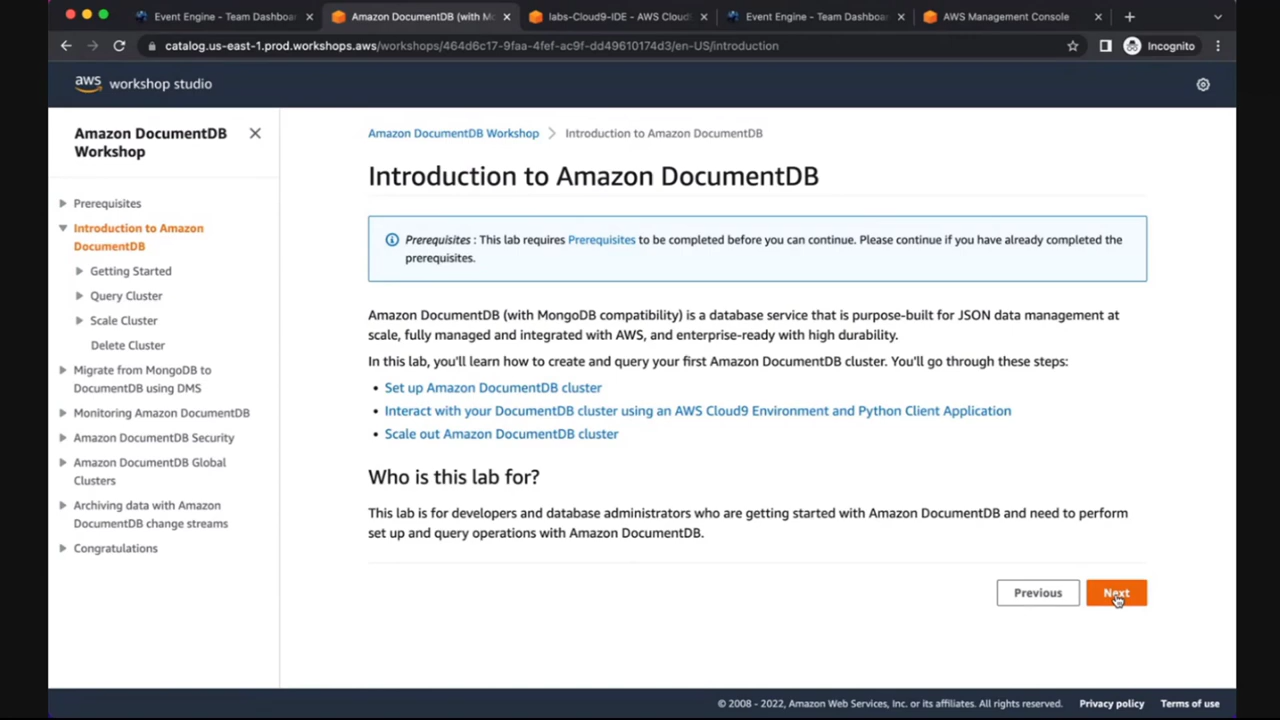 Event Engine - Team Dashboar
Amazon DocumentDB (with Mo
labs-Cloud9-IDE - AWS Cloud
Event Engine - Team Dashboar
AWS Management Console
catalog.us-east-1.prod.workshops.aws/workshops/464d6c17-9faa-4fef-ac9f-dd49610174d3/en-US/introduction
Incognito
aws workshop studio
Amazon DocumentDB
Workshop
Prerequisites
Introduction to Amazon
DocumentDB
Getting Started
Query Cluster
Scale Cluster
Delete Cluster
Migrate from MongoDB to
DocumentDB using DMS
Monitoring Amazon DocumentDB
Amazon DocumentDB Security
Amazon DocumentDB Global
Clusters
Archiving data with Amazon
DocumentDB change streams
Congratulations
Amazon DocumentDB Workshop > Introduction to Amazon DocumentDB
Introduction to Amazon DocumentDB
Prerequisites : This lab requires Prerequisites to be completed before you can continue. Please continue if you have already completed the
prerequisites.
Amazon DocumentDB (with MongoDB compatibility) is a database service that is purpose-built for JSON data management at
scale, fully managed and integrated with AWS, and enterprise-ready with high durability.
In this lab, you'll learn how to create and query your first Amazon DocumentDB cluster. You'll go through these steps:
• Set up Amazon DocumentDB cluster
• Interact with your DocumentDB cluster using an AWS Cloud9 Environment and Python Client Application
• Scale out Amazon DocumentDB cluster
Who is this lab for?
This lab is for developers and database administrators who are getting started with Amazon DocumentDB and need to perform
set up and query operations with Amazon DocumentDB.
Previous
Next
© 2008 - 2022, Amazon Web Services, Inc. or its affiliates. All rights reserved.
Privacy policy
Terms of use